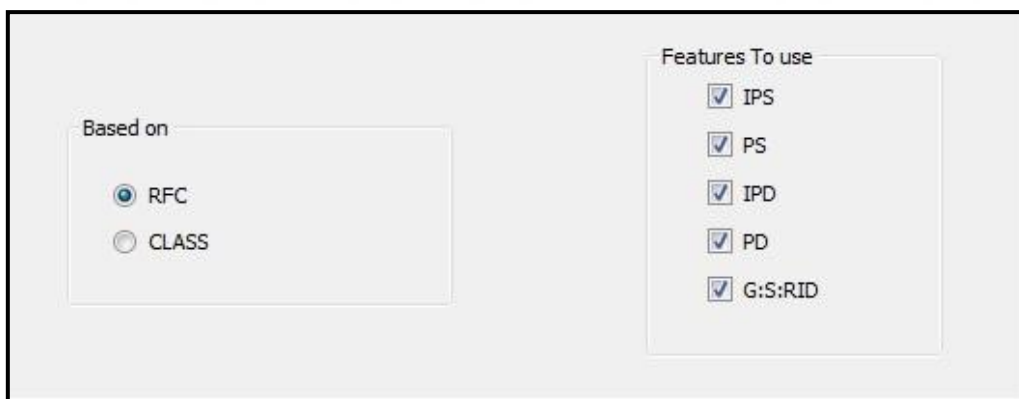 Based on
RFC
CLASS
Features To use
IPS
PS
IPD
PD
G:S:RID